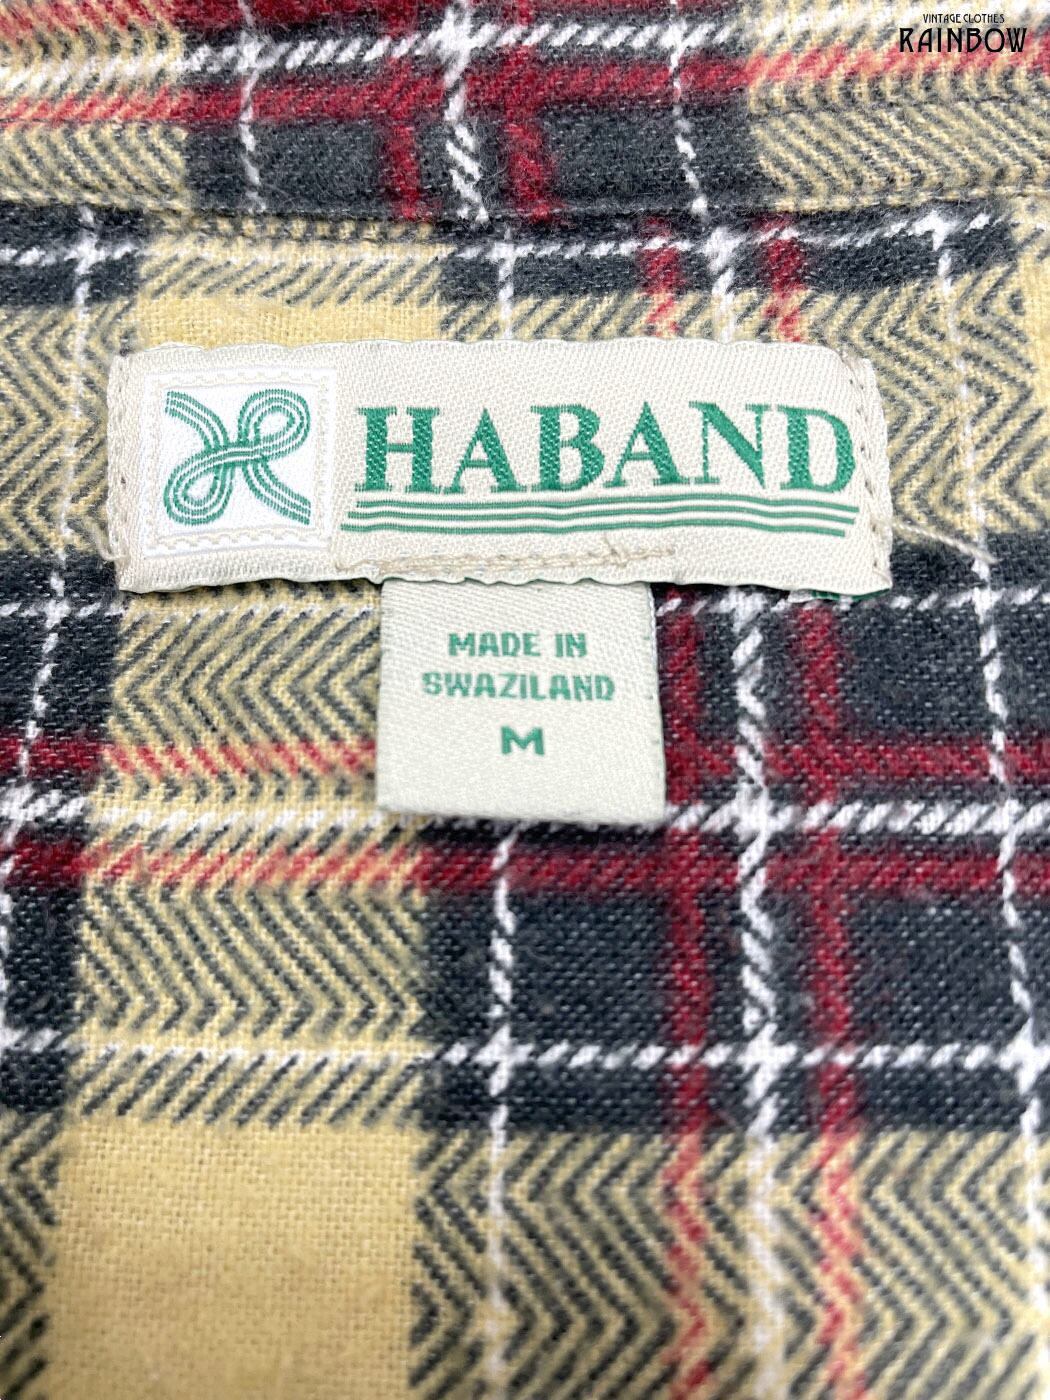 VINTAGE CLOTHES
RAINBOW
HABAND
MADE IN
SWAZILAND
M